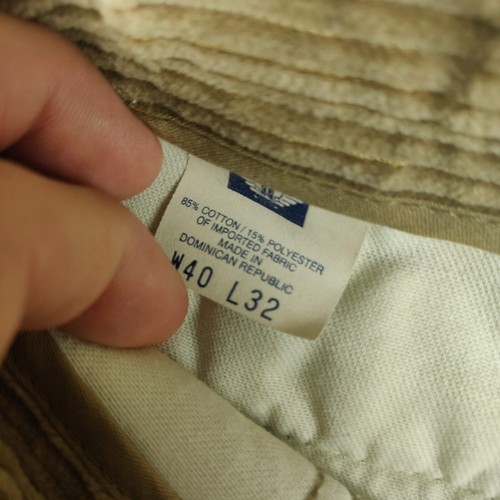 85% COTTON / 15% POLYESTER
OF IMPORTED FABRIC
MADE IN
DOMINICAN REPUBLIC
W40 L32